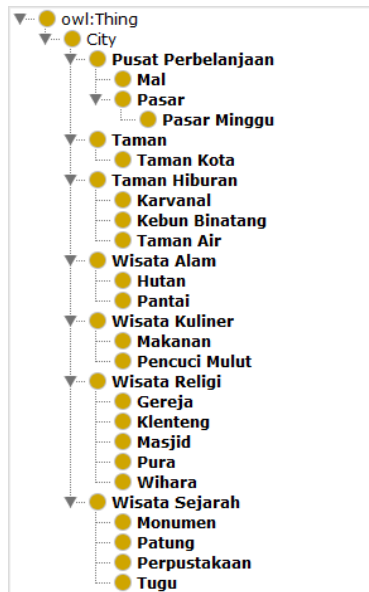 owl:Thing
City
Pusat Perbelanjaan
Mal
Pasar
Pasar Minggu
Taman
Taman Kota
Taman Hiburan
Karvanal
Kebun Binatang
Taman Air
Wisata Alam
Hutan
Pantai
Wisata Kuliner
Makanan
Pencuci Mulut
Wisata Religi
Gereja
Klenteng
Masjid
Pura
Wihara
Wisata Sejarah
Monumen
Patung
Perpustakaan
Tugu